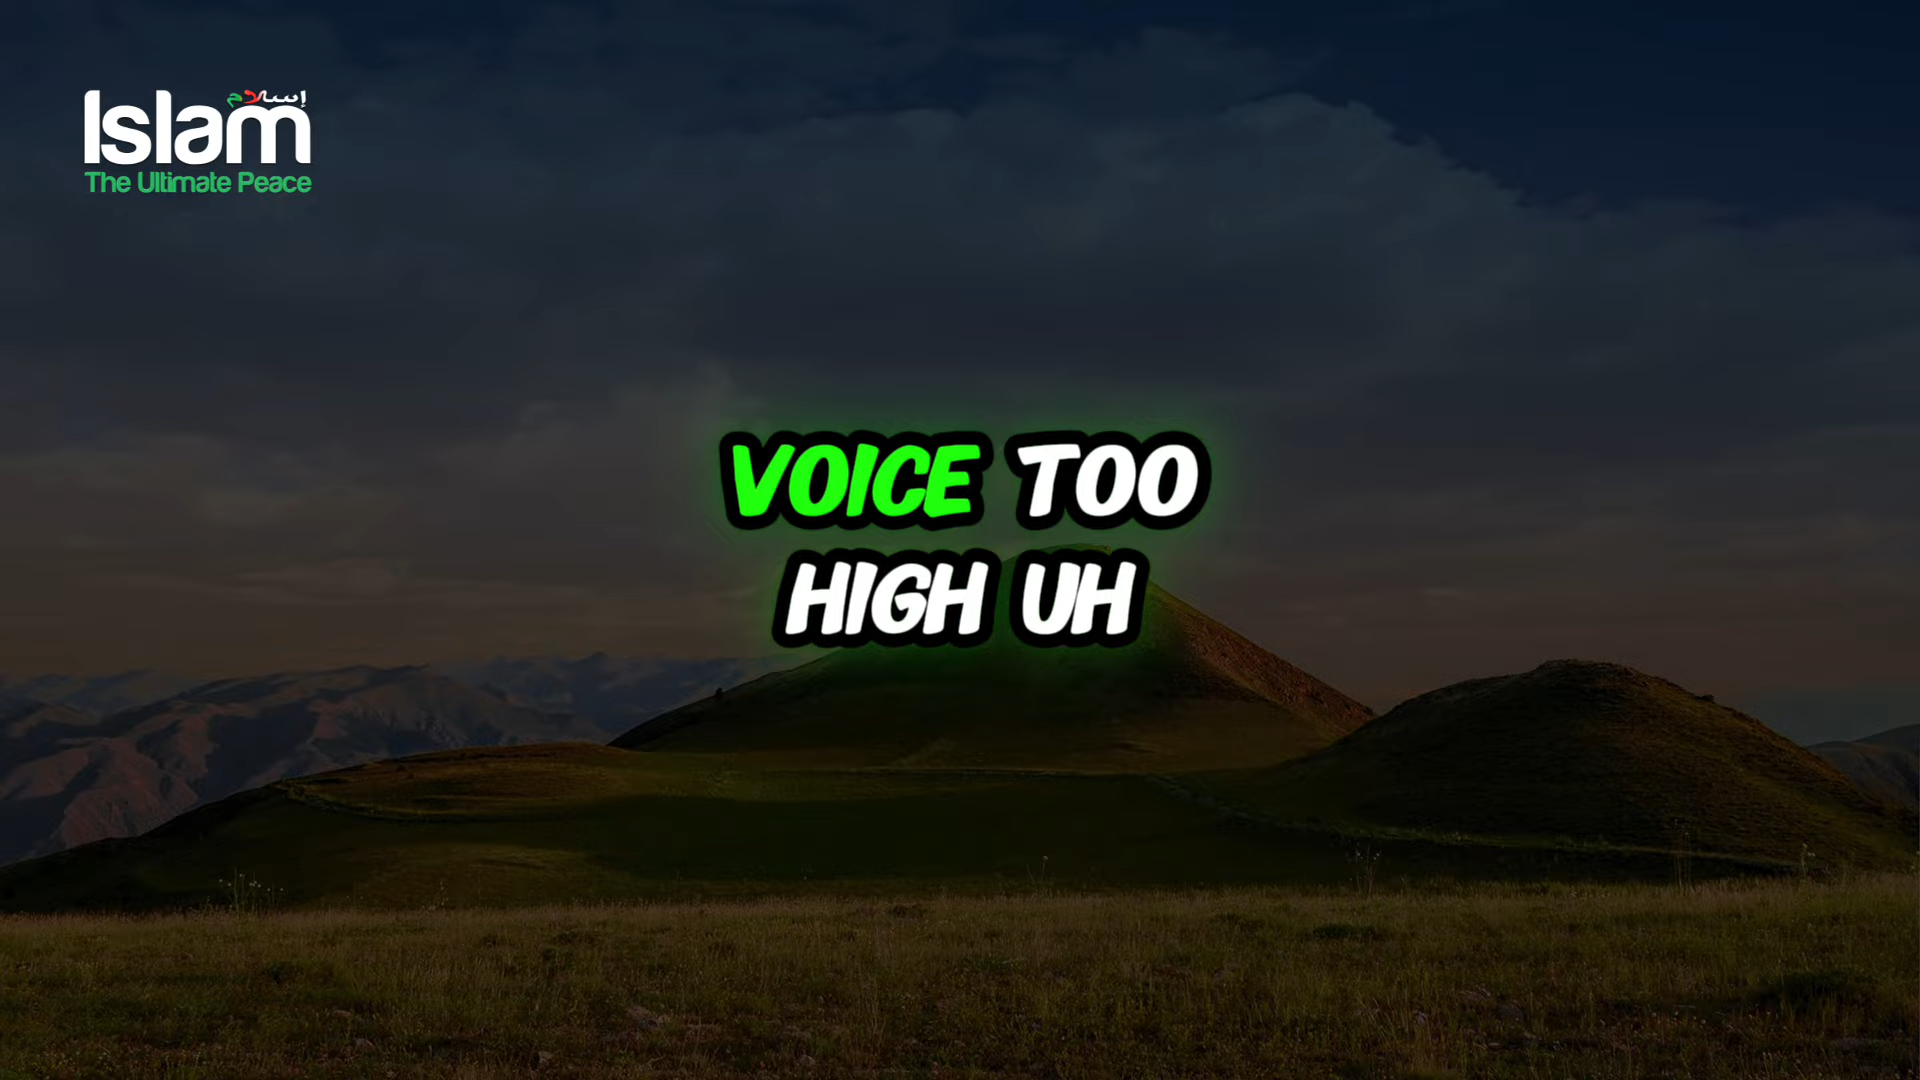 إسلام
Islam
The Ultimate Peace
VOICE TOO
HIGH UH